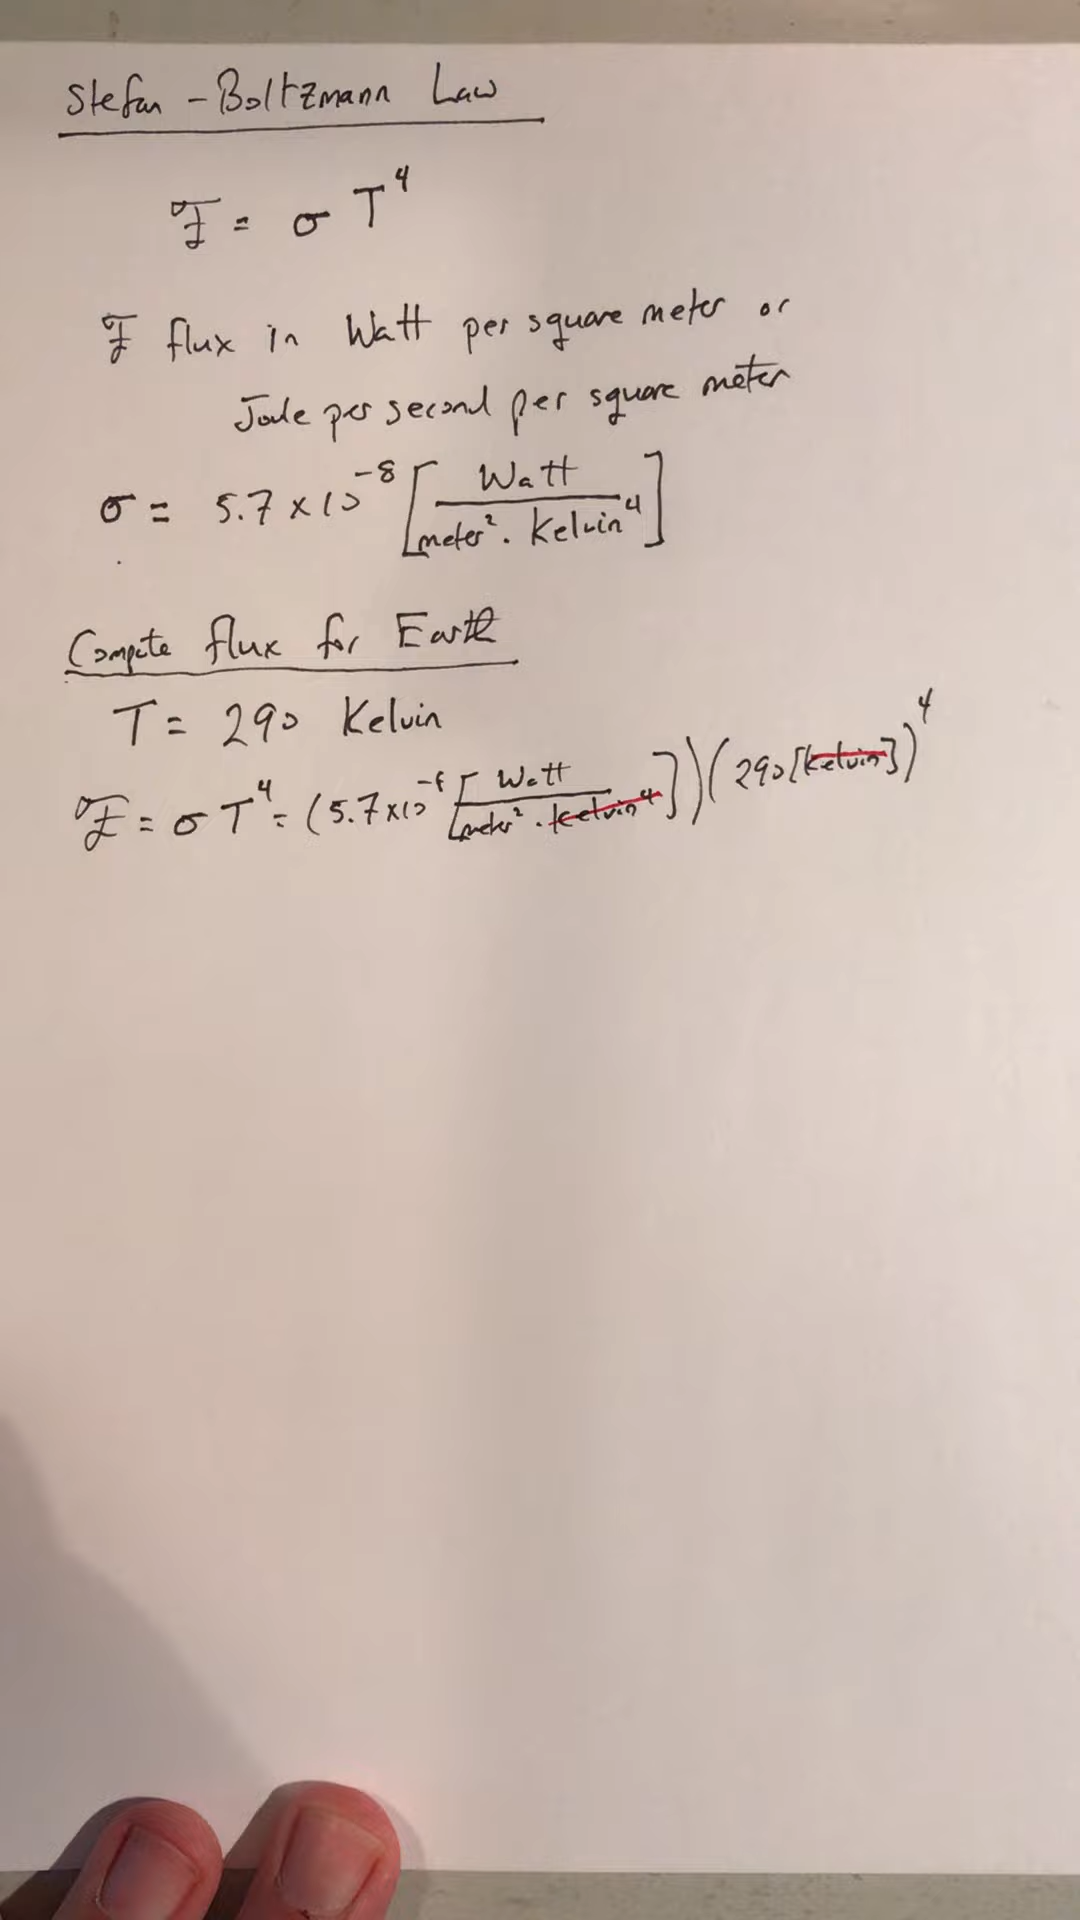 Stefan - Boltzmann Law
F = σ T⁴
F flux in Watt per square meter or
Joule per second per square meter
σ = 5.7 × 10⁻⁸ [Watt / meter² · Kelvin⁴]
Compute flux for Earth
T = 290 Kelvin
F = σ T⁴ = (5.7 × 10⁻⁸ [Watt / meter² · Kelvin⁴]) (290 [Kelvin])⁴